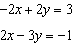 −2x + 2y = 3
2x − 3y = −1